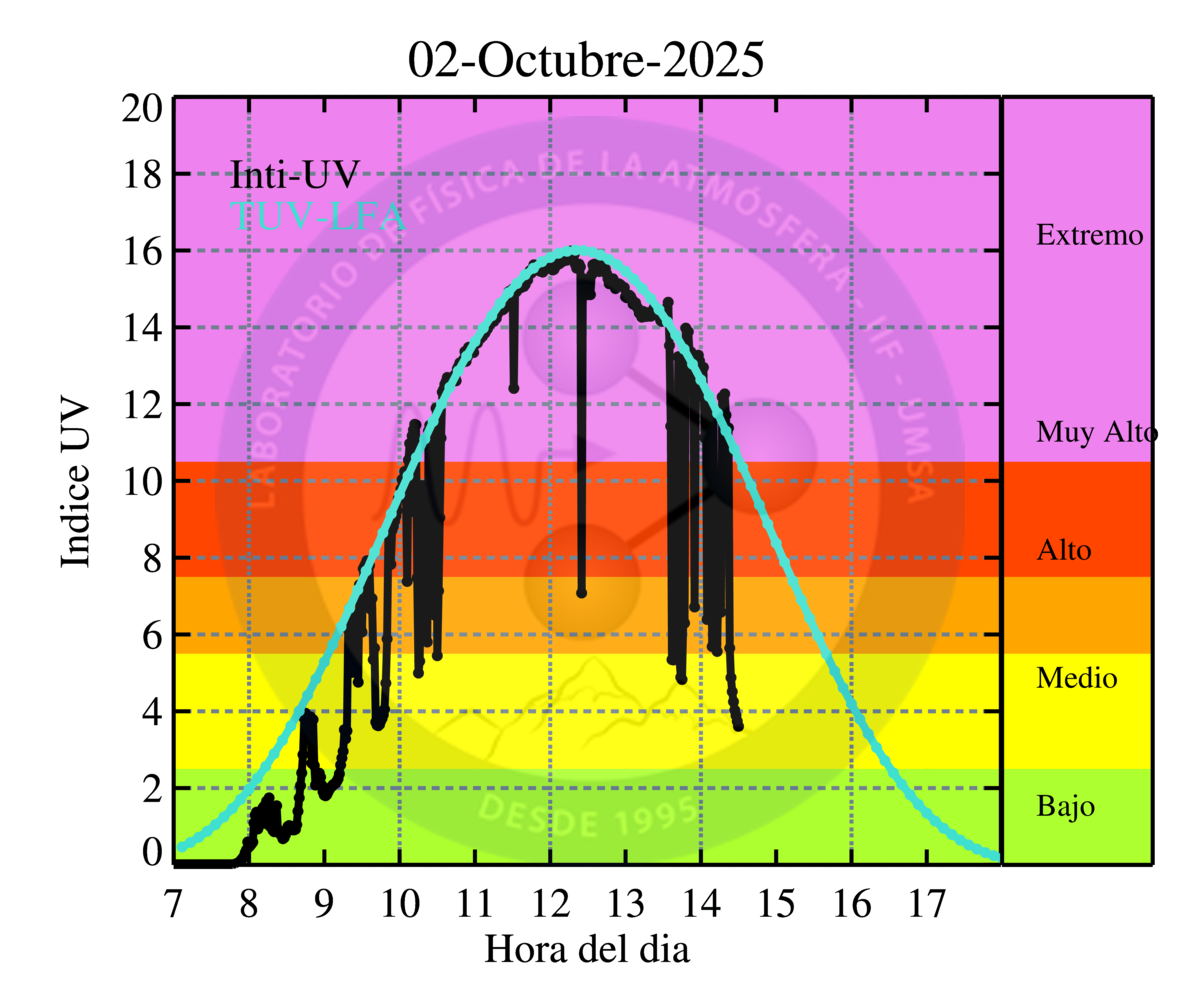 02-Octubre-2025
Inti-UV
TUV-LFA
LABORATORIO DE FÍSICA DE LA ATMÓSFERA - IIF - UMSA
DESDE 1995
Indice UV
20
18
16
14
12
10
8
6
4
2
0
Extremo
Muy Alto
Alto
Medio
Bajo
7 8 9 10 11 12 13 14 15 16 17
Hora del dia